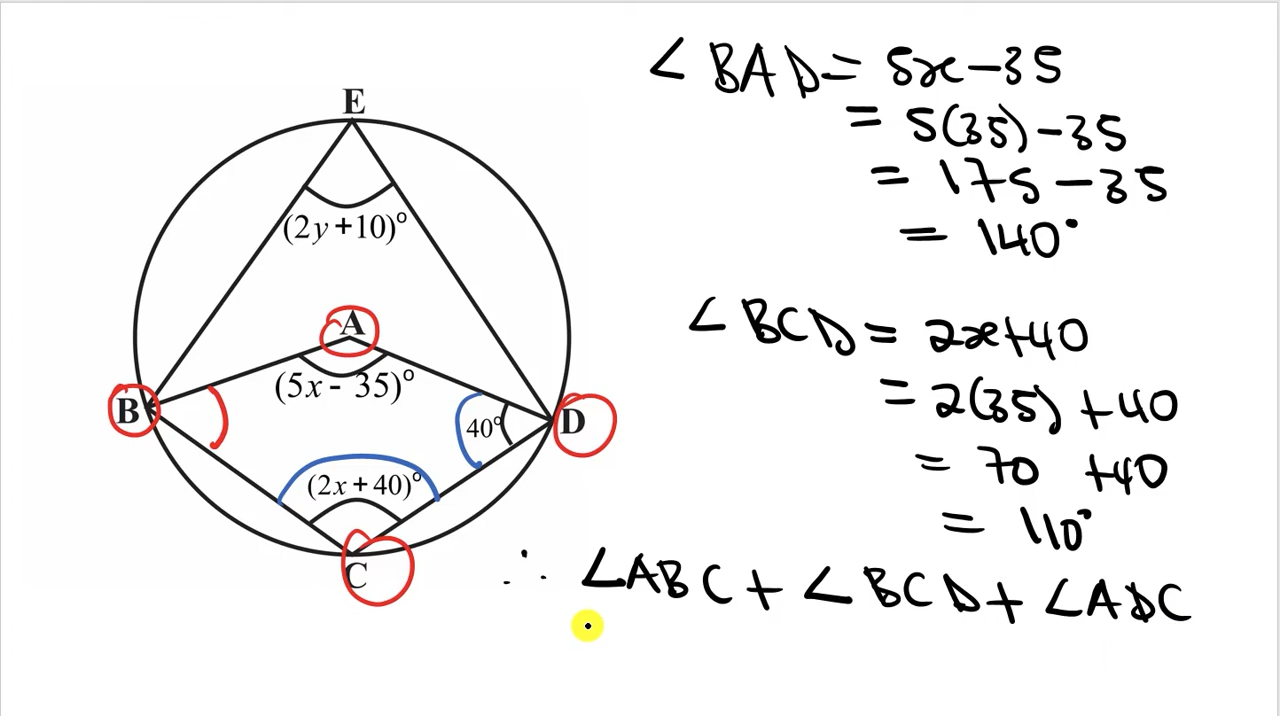 E
(2y+10)°
A
(5x - 35)°
B
40°
D
(2x + 40)°
C
∠ BAD = 5x - 35
= 5(35) - 35
= 175 - 35
= 140°
∠ BCD = 2x+40
= 2(35) +40
= 70 +40
= 110°
∴ ∠ABC + ∠BCD + ∠ADC